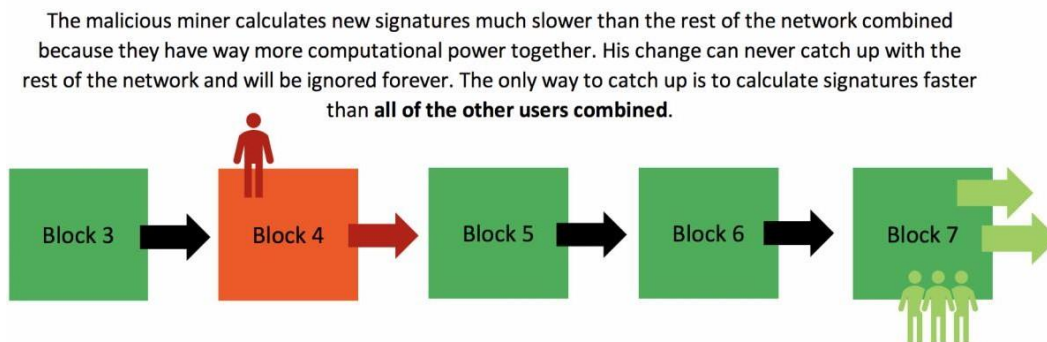 The malicious miner calculates new signatures much slower than the rest of the network combined
because they have way more computational power together. His change can never catch up with the
rest of the network and will be ignored forever. The only way to catch up is to calculate signatures faster
than all of the other users combined.
Block 3
Block 4
Block 5
Block 6
Block 7